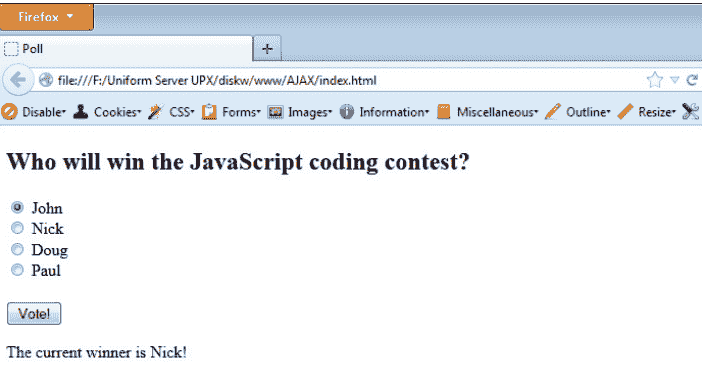 Firefox
Poll
file:///F:/Uniform Server UPX/diskw/www/AJAX/index.html
Disable Cookies CSS Forms Images Information Miscellaneous Outline Resize
Who will win the JavaScript coding contest?
John
Nick
Doug
Paul
Vote!
The current winner is Nick!